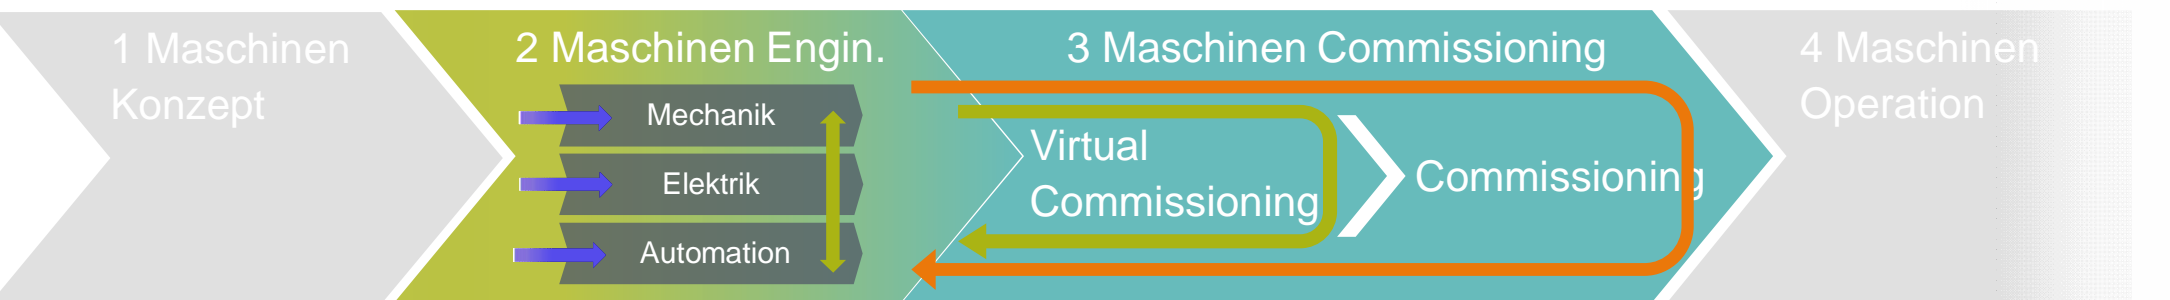 1 Maschinen
Konzept
2 Maschinen Engin.
Mechanik
Elektrik
Automation
3 Maschinen Commissioning
Virtual
Commissioning
Commissioning
4 Maschinen
Operation